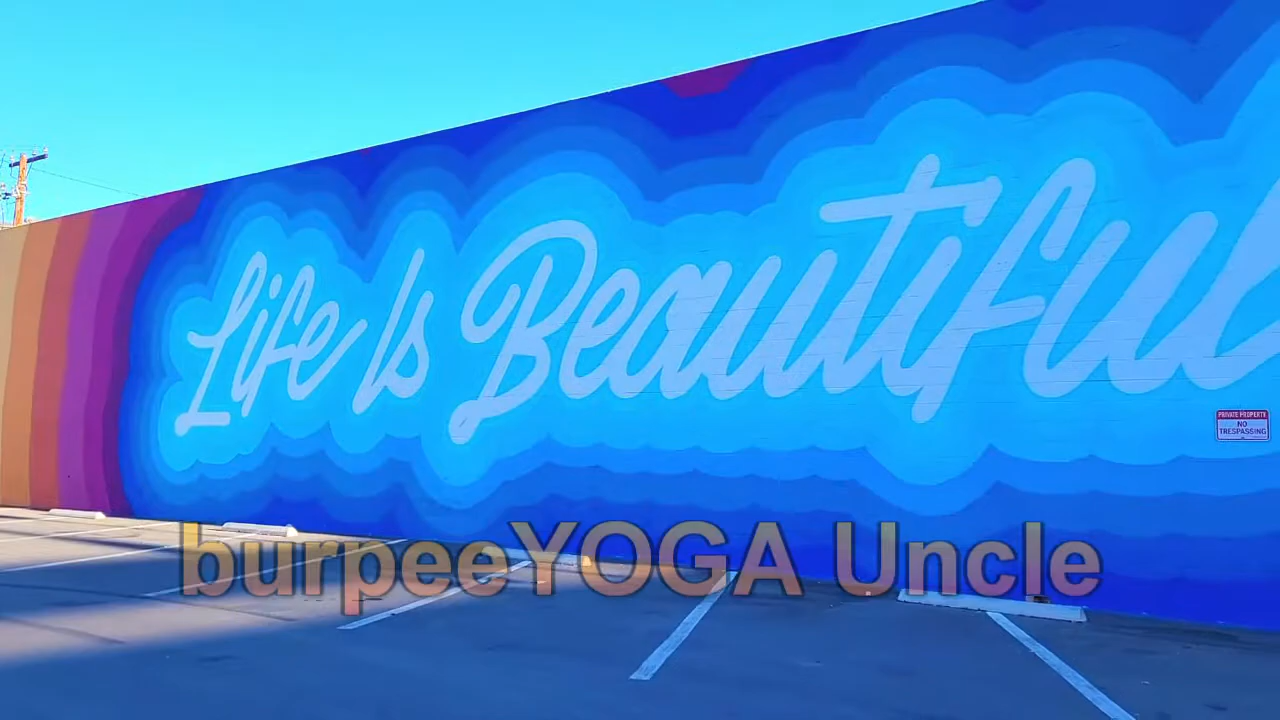 Life Is Beautiful
PRIVATE PROPERTY
NO
TRESPASSING
burpeeYOGA Uncle